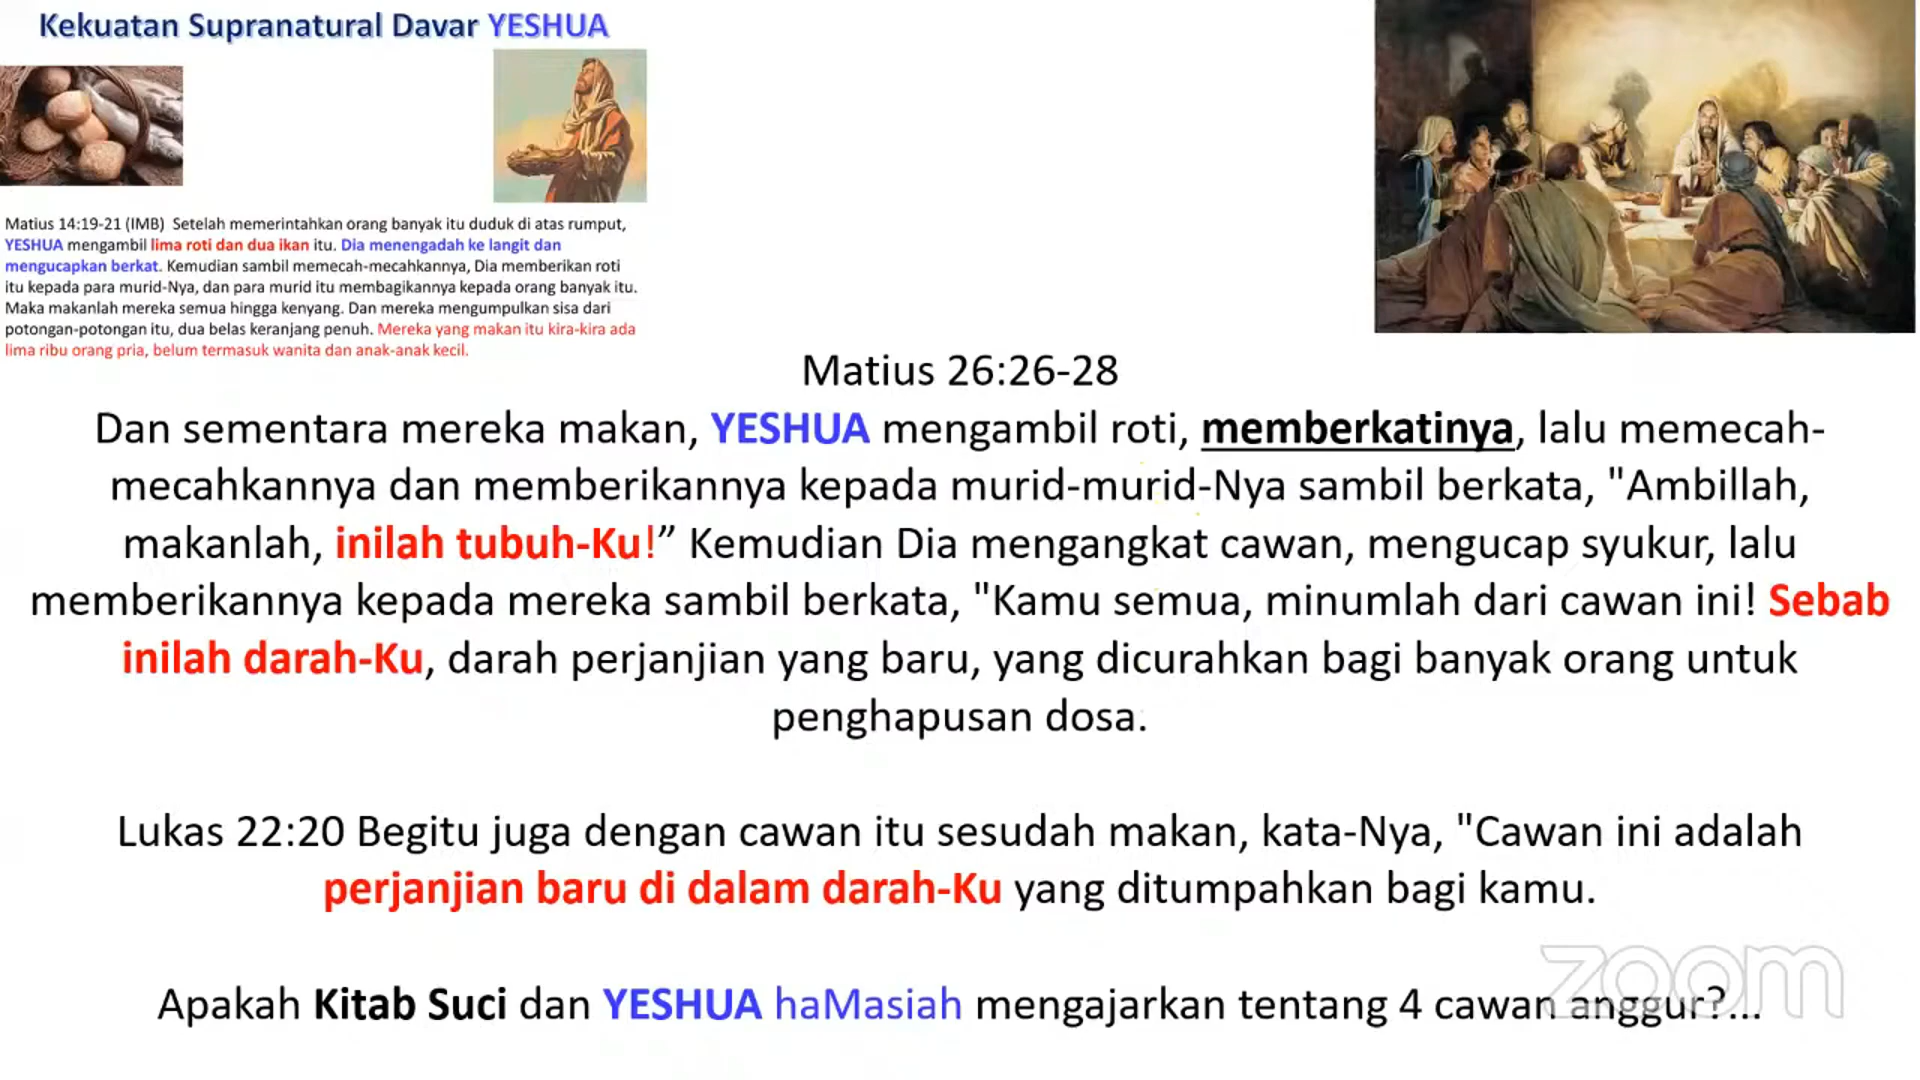 Kekuatan Supranatural Davar YESHUA
Matius 14:19-21 (IMB)  Setelah memerintahkan orang banyak itu duduk di atas rumput,
YESHUA mengambil lima roti dan dua ikan itu. Dia menengadah ke langit dan
mengucapkan berkat. Kemudian sambil memecah-mecahkannya, Dia memberikan roti
itu kepada para murid-Nya, dan para murid itu membagikannya kepada orang banyak itu.
Maka makanlah mereka semua hingga kenyang. Dan mereka mengumpulkan sisa dari
potongan-potongan itu, dua belas keranjang penuh. Mereka yang makan itu kira-kira ada
lima ribu orang pria, belum termasuk wanita dan anak-anak kecil.
Matius 26:26-28
Dan sementara mereka makan, YESHUA mengambil roti, memberkatinya, lalu memecah-
mecahkannya dan memberikannya kepada murid-murid-Nya sambil berkata, "Ambillah,
makanlah, inilah tubuh-Ku!” Kemudian Dia mengangkat cawan, mengucap syukur, lalu
memberikannya kepada mereka sambil berkata, "Kamu semua, minumlah dari cawan ini! Sebab
inilah darah-Ku, darah perjanjian yang baru, yang dicurahkan bagi banyak orang untuk
penghapusan dosa.
Lukas 22:20 Begitu juga dengan cawan itu sesudah makan, kata-Nya, "Cawan ini adalah
perjanjian baru di dalam darah-Ku yang ditumpahkan bagi kamu.
Apakah Kitab Suci dan YESHUA haMasiah mengajarkan tentang 4 cawan anggur?...
zoom